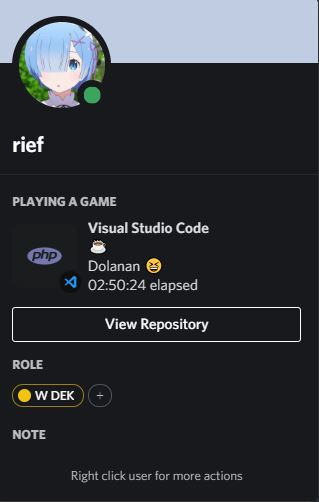 rief
PLAYING A GAME
php
Visual Studio Code
☕
Dolanan 😆
02:50:24 elapsed
View Repository
ROLE
W DEK +
NOTE
Right click user for more actions